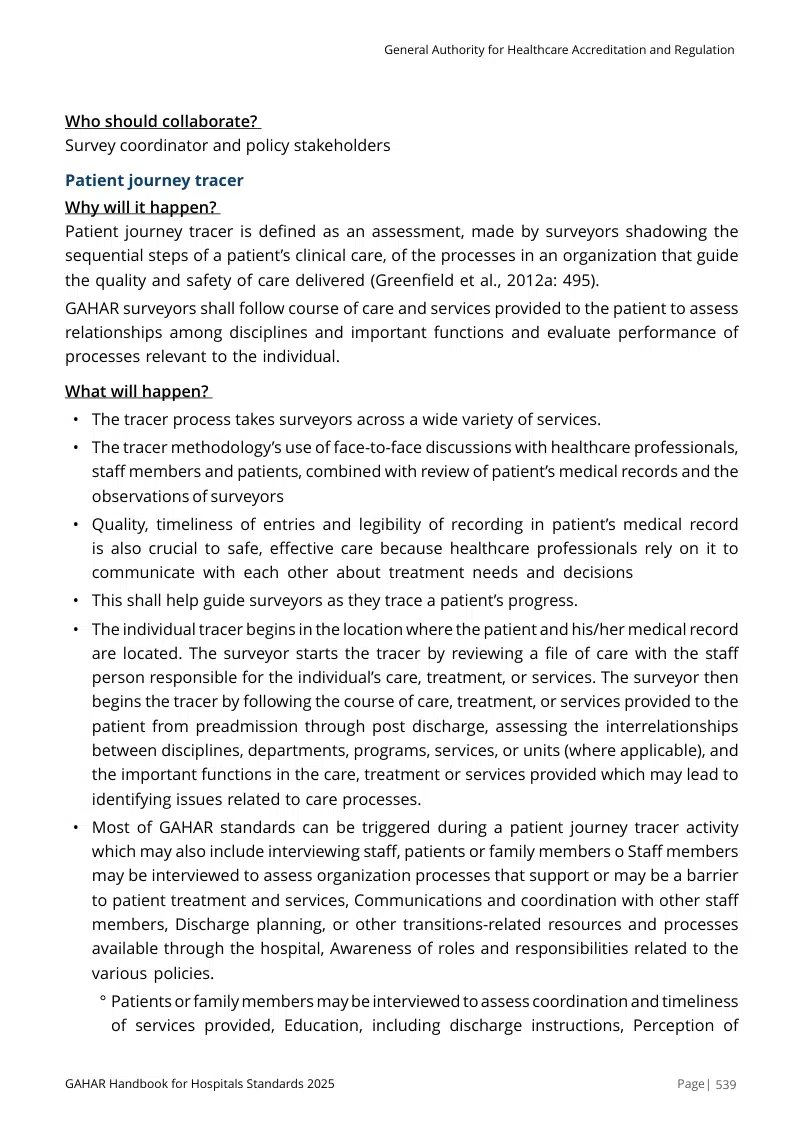 General Authority for Healthcare Accreditation and Regulation
Who should collaborate?
Survey coordinator and policy stakeholders
Patient journey tracer
Why will it happen?
Patient journey tracer is defined as an assessment, made by surveyors shadowing the
sequential steps of a patient’s clinical care, of the processes in an organization that guide
the quality and safety of care delivered (Greenfield et al., 2012a: 495).
GAHAR surveyors shall follow course of care and services provided to the patient to assess
relationships among disciplines and important functions and evaluate performance of
processes relevant to the individual.
What will happen?
• The tracer process takes surveyors across a wide variety of services.
• The tracer methodology’s use of face-to-face discussions with healthcare professionals,
staff members and patients, combined with review of patient’s medical records and the
observations of surveyors
• Quality, timeliness of entries and legibility of recording in patient’s medical record
is also crucial to safe, effective care because healthcare professionals rely on it to
communicate with each other about treatment needs and decisions
• This shall help guide surveyors as they trace a patient’s progress.
• The individual tracer begins in the location where the patient and his/her medical record
are located. The surveyor starts the tracer by reviewing a file of care with the staff
person responsible for the individual’s care, treatment, or services. The surveyor then
begins the tracer by following the course of care, treatment, or services provided to the
patient from preadmission through post discharge, assessing the interrelationships
between disciplines, departments, programs, services, or units (where applicable), and
the important functions in the care, treatment or services provided which may lead to
identifying issues related to care processes.
• Most of GAHAR standards can be triggered during a patient journey tracer activity
which may also include interviewing staff, patients or family members o Staff members
may be interviewed to assess organization processes that support or may be a barrier
to patient treatment and services, Communications and coordination with other staff
members, Discharge planning, or other transitions-related resources and processes
available through the hospital, Awareness of roles and responsibilities related to the
various policies.
° Patients or family members may be interviewed to assess coordination and timeliness
of services provided, Education, including discharge instructions, Perception of
GAHAR Handbook for Hospitals Standards 2025
Page| 539